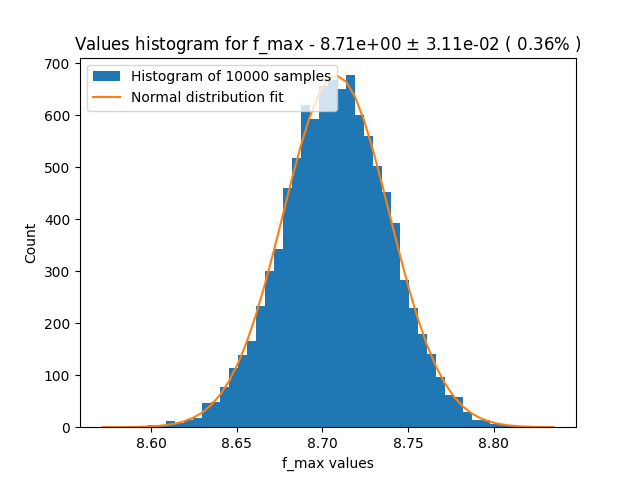 Values histogram for f_max - 8.71e+00 ± 3.11e-02 ( 0.36% )
Histogram of 10000 samples
Normal distribution fit
700
600
500
400
300
200
100
0
Count
8.60 8.65 8.70 8.75 8.80
f_max values